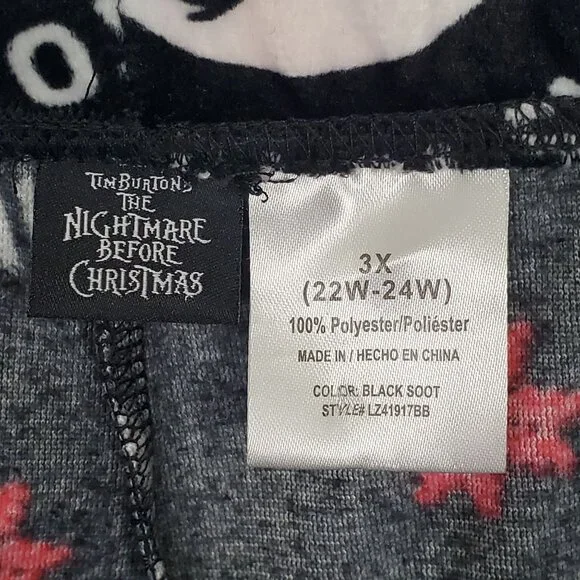 TIM BURTON'S
THE
NIGHTMARE
BEFORE
CHRISTMAS
3X
(22W-24W)
100% Polyester/Poliéster
MADE IN / HECHO EN CHINA
COLOR: BLACK SOOT
STYLE# LZ41917BB